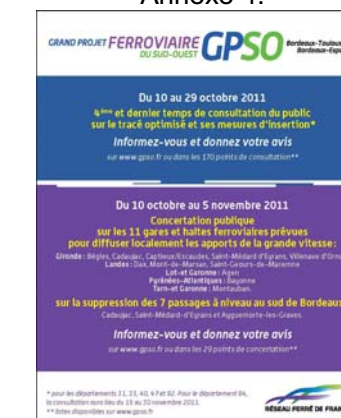 Annexe 4.
GRAND PROJET FERROVIAIRE
DU SUD-OUEST
GPSO
Bordeaux-Toulouse
Bordeaux-Espagne
Du 10 au 29 octobre 2011
4ème et dernier temps de consultation du public
sur le tracé optimisé et ses mesures d'insertion*
Informez-vous et donnez votre avis
sur www.gpso.fr ou dans les 170 points de consultation**
Du 10 octobre au 5 novembre 2011
Concertation publique
sur les 11 gares et haltes ferroviaires prévues
pour diffuser localement les apports de la grande vitesse :
Gironde : Bègles, Cadaujac, Captieux/Escaudes, Saint-Médard d'Eyrans, Villenave d'Ornon
Landes : Dax, Mont-de-Marsan, Saint-Geours-de-Maremne
Lot-et Garonne : Agen
Pyrénées-Atlantiques : Bayonne
Tarn-et Garonne : Montauban.
sur la suppression des 7 passages à niveau au sud de Bordeaux
Cadaujac, Saint-Médard-d'Eyrans et Ayguemorte-les-Graves.
Informez-vous et donnez votre avis
sur www.gpso.fr ou dans les 29 points de concertation**
* pour les départements 31, 33, 40, 47 et 82. Pour le département 64,
la consultation aura lieu du 15 au 30 novembre 2011.
** listes disponibles sur www.gpso.fr
RÉSEAU FERRÉ DE FRANCE